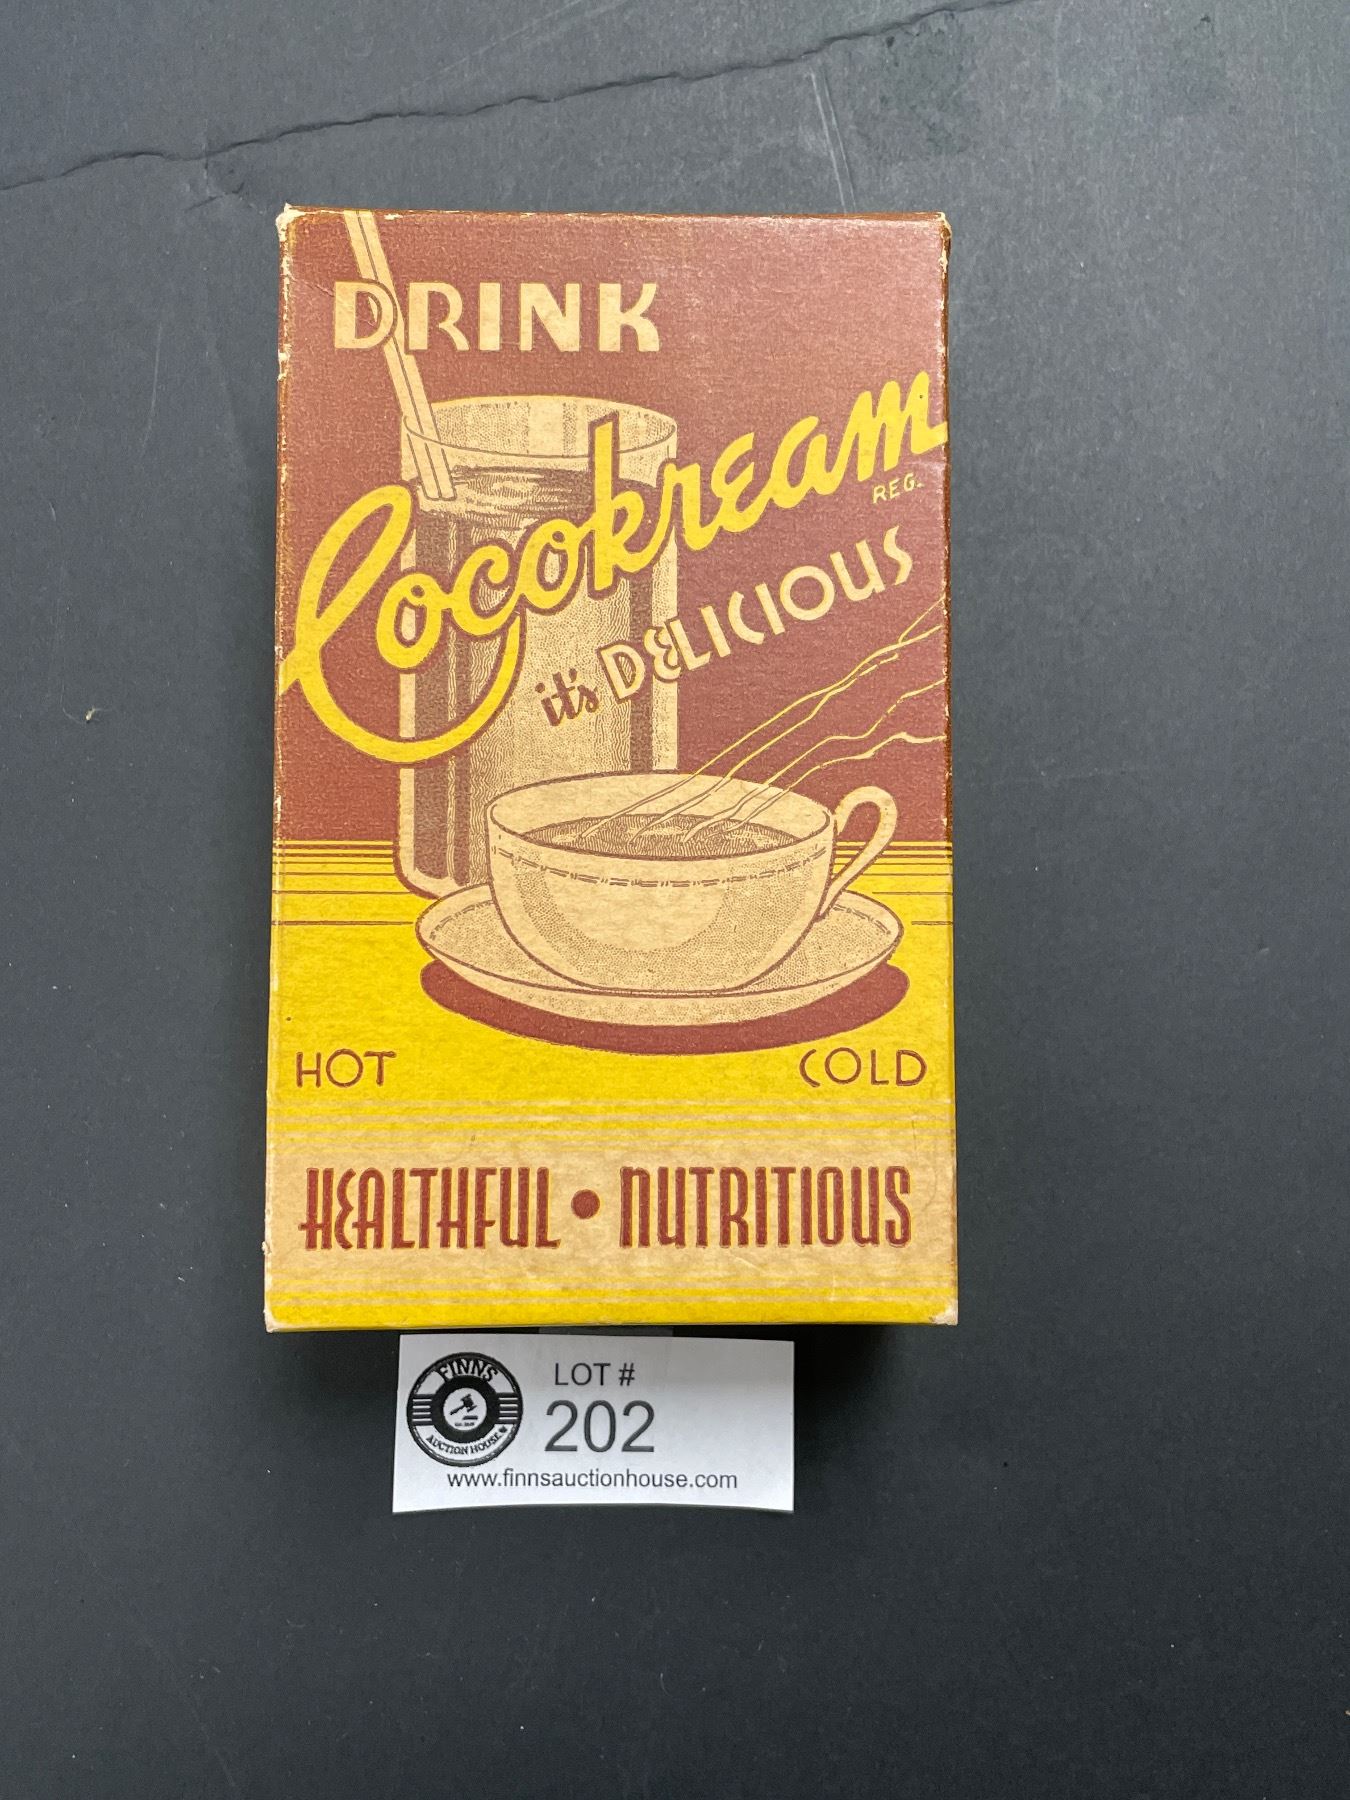 DRINK
Cocokream
REG.
it's DELICIOUS
HOT COLD
HEALTHFUL • NUTRITIOUS
FINNS
AUCTION HOUSE
LOT #
202
www.finnsauctionhouse.com